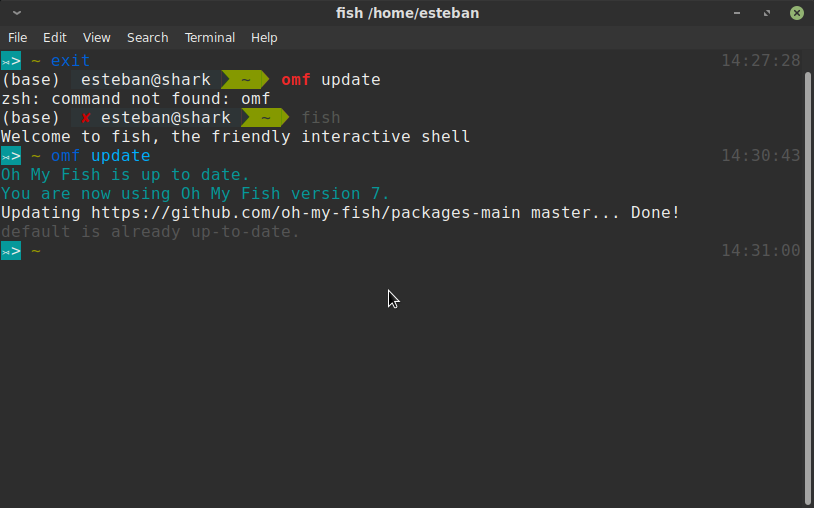 fish /home/esteban
File Edit View Search Terminal Help
> ~ exit 14:27:28
(base) esteban@shark ~ omf update
zsh: command not found: omf
(base) ✘ esteban@shark ~ fish
Welcome to fish, the friendly interactive shell
> ~ omf update 14:30:43
Oh My Fish is up to date.
You are now using Oh My Fish version 7.
Updating https://github.com/oh-my-fish/packages-main master... Done!
default is already up-to-date.
> ~ 14:31:00